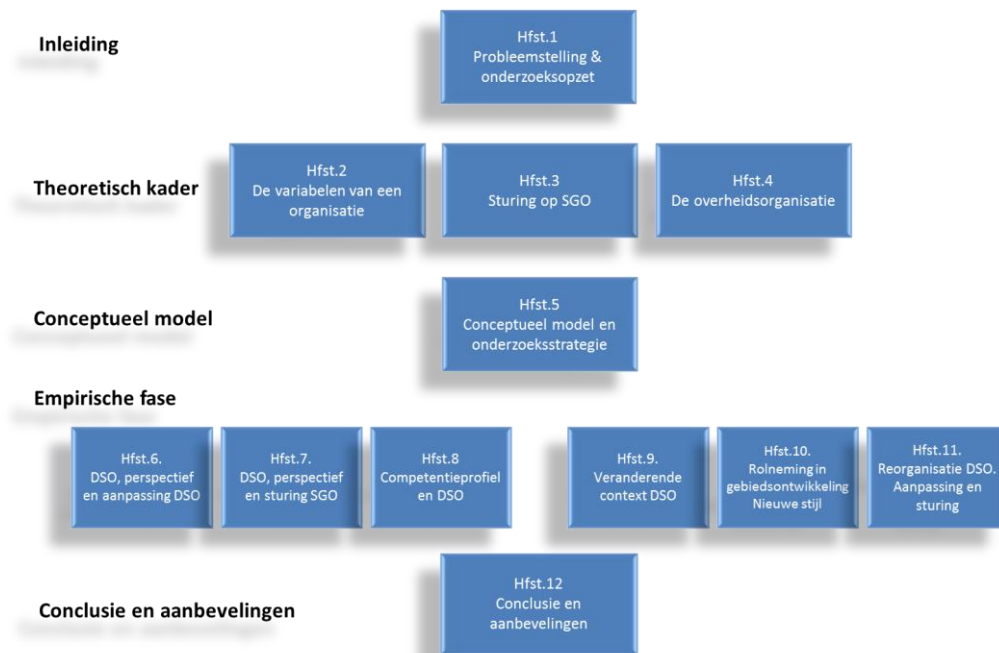 Inleiding
Hfst.1
Probleemstelling &
onderzoeksopzet
Theoretisch kader
Hfst.2
De variabelen van een
organisatie
Hfst.3
Sturing op SGO
Hfst.4
De overheidsorganisatie
Conceptueel model
Hfst.5
Conceptueel model en
onderzoeksstrategie
Empirische fase
Hfst.6.
DSO, perspectief
en aanpassing DSO
Hfst.7.
DSO, perspectief
en sturing SGO
Hfst.8
Competentieprofiel
en DSO
Hfst.9.
Veranderende
context DSO
Hfst.10.
Rolneming in
gebiedsontwikkeling
Nieuwe stijl
Hfst.11.
Reorganisatie DSO.
Aanpassing en
sturing
Conclusie en aanbevelingen
Hfst.12
Conclusie en
aanbevelingen